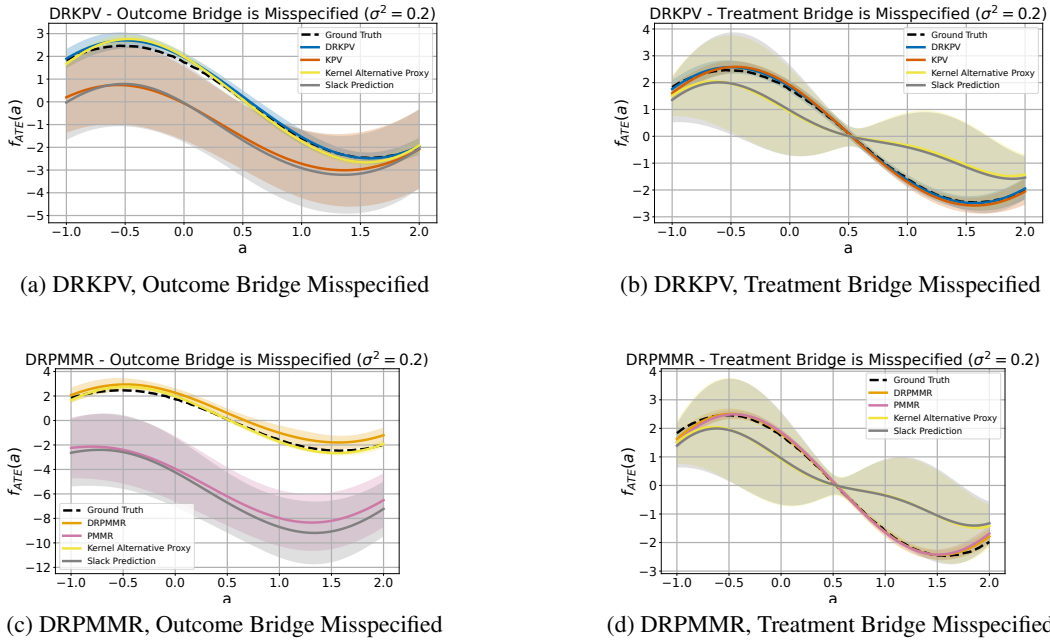 DRKPV - Outcome Bridge is Misspecified (σ² = 0.2)
f_ATE(a)
3
2
1
0
−1
−2
−3
−4
−5
Ground Truth
DRKPV
KPV
Kernel Alternative Proxy
Slack Prediction
−1.0 −0.5 0.0 0.5 1.0 1.5 2.0
a
(a) DRKPV, Outcome Bridge Misspecified
DRKPV - Treatment Bridge is Misspecified (σ² = 0.2)
f_ATE(a)
4
3
2
1
0
−1
−2
−3
Ground Truth
DRKPV
KPV
Kernel Alternative Proxy
Slack Prediction
−1.0 −0.5 0.0 0.5 1.0 1.5 2.0
a
(b) DRKPV, Treatment Bridge Misspecified
DRPMMR - Outcome Bridge is Misspecified (σ² = 0.2)
f_ATE(a)
4
2
0
−2
−4
−6
−8
−10
−12
Ground Truth
DRPMMR
PMMR
Kernel Alternative Proxy
Slack Prediction
−1.0 −0.5 0.0 0.5 1.0 1.5 2.0
a
(c) DRPMMR, Outcome Bridge Misspecified
DRPMMR - Treatment Bridge is Misspecified (σ² = 0.2)
f_ATE(a)
4
3
2
1
0
−1
−2
−3
Ground Truth
DRPMMR
PMMR
Kernel Alternative Proxy
Slack Prediction
−1.0 −0.5 0.0 0.5 1.0 1.5 2.0
a
(d) DRPMMR, Treatment Bridge Misspecified